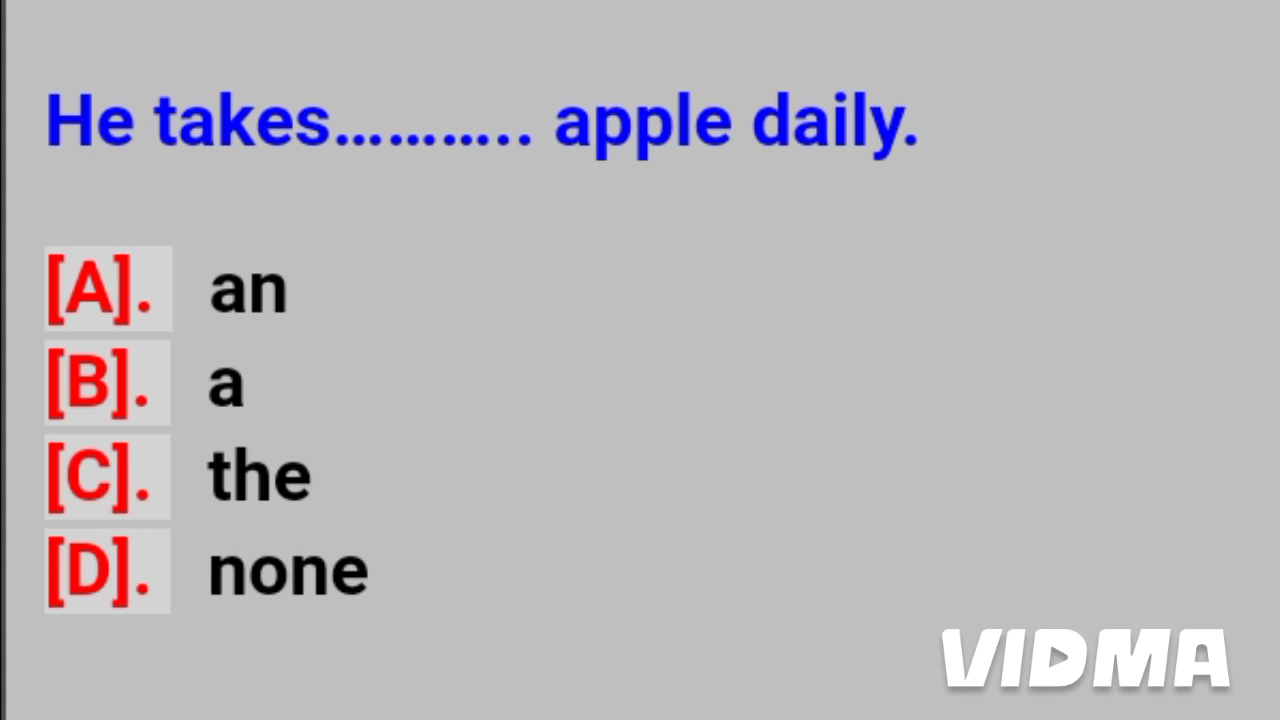 He takes……….. apple daily.
[A]. an
[B]. a
[C]. the
[D]. none
VIDMA